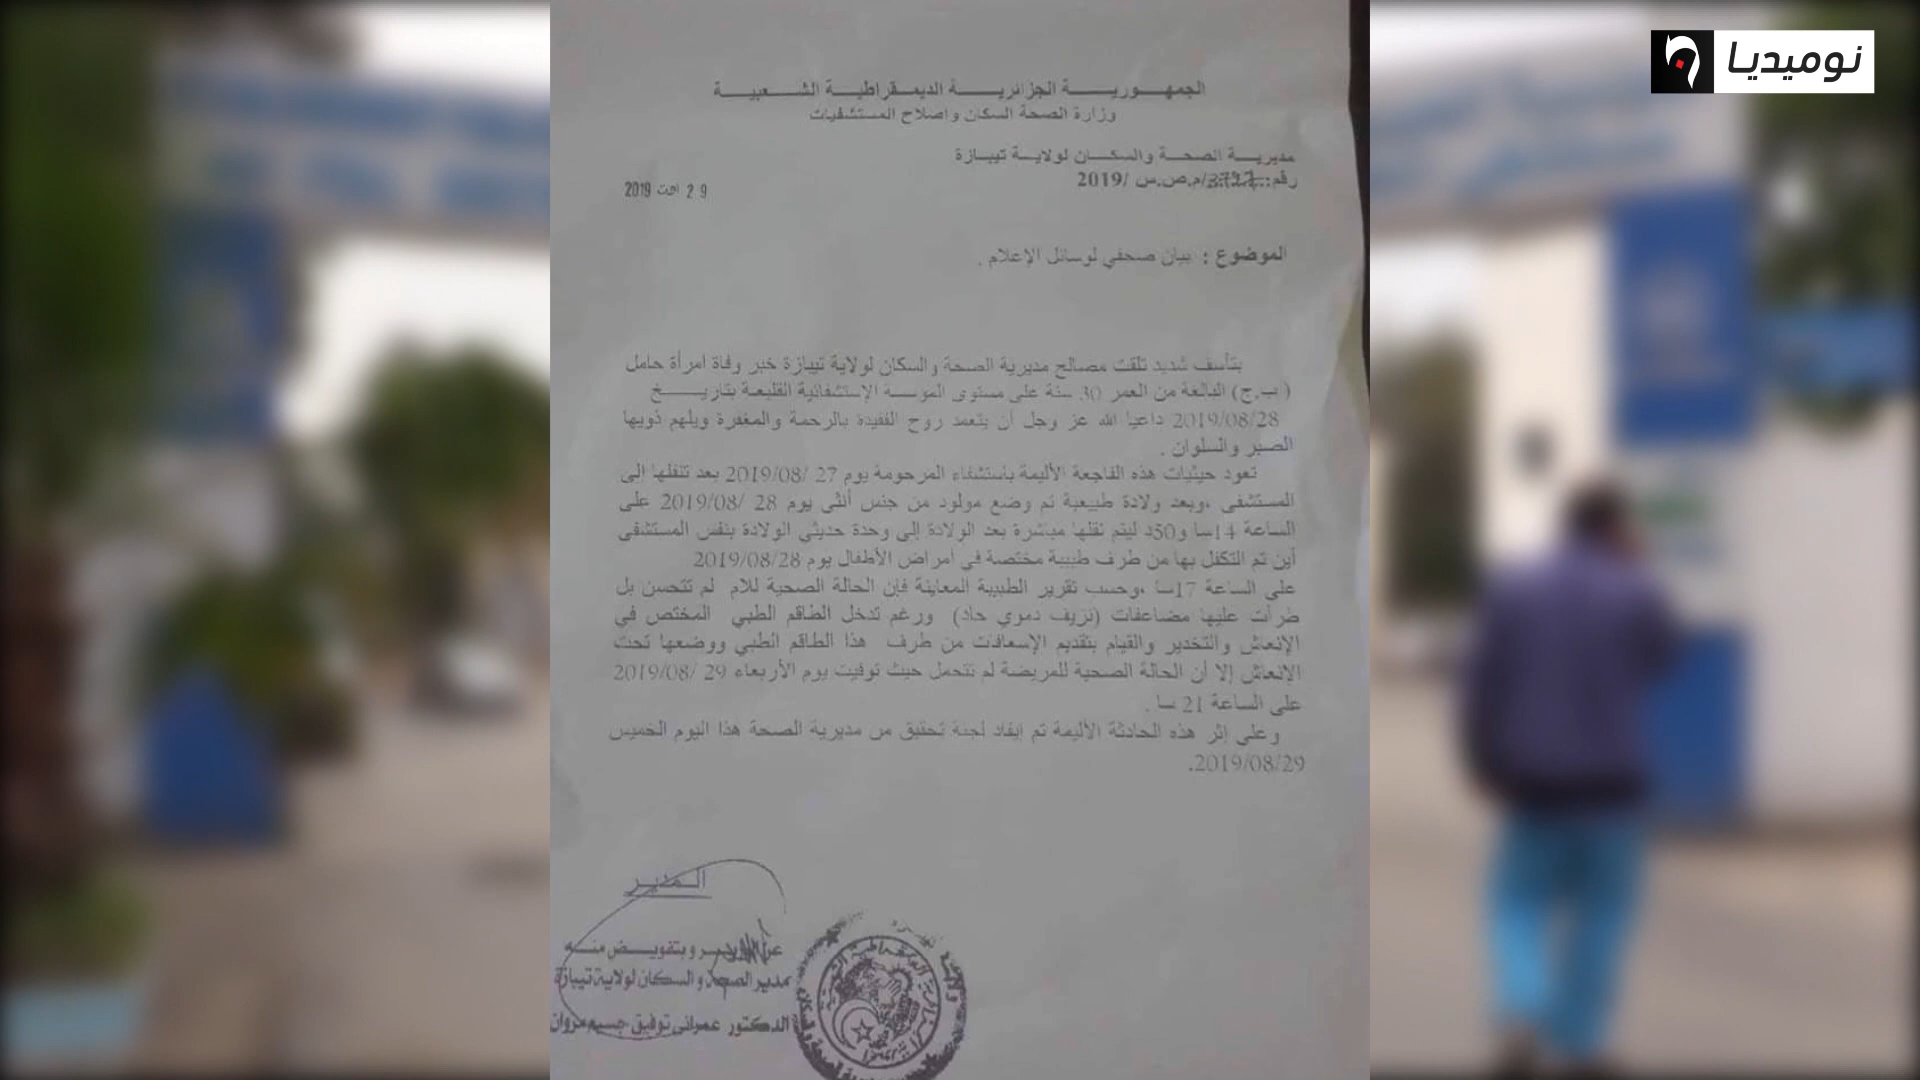 نوميديا
الجمهورية الجزائرية الديمقراطية الشعبية
وزارة الصحة السكان واصلاح المستشفيات
مديرية الصحة والسكان لولاية تيبازة
رقم: /م.ص.س /2019
29 اوت 2019
الموضوع : بيان صحفي لوسائل الإعلام .
بتأسف شديد تلقت مصالح مديرية الصحة والسكان لولاية تيبازة خبر وفاة امرأة حامل
( ب.ج) البالغة من العمر 30 سنة على مستوى المؤسسة الإستشفائية القليعة بتاريخ
2019/08/28 داعيا الله عز وجل أن يتغمد روح الفقيدة بالرحمة والمغفرة ويلهم ذويها
الصبر والسلوان .
تعود حيثيات هذه الفاجعة الأليمة باستشفاء المرحومة يوم 27 /2019/08 بعد تنقلها إلى
المستشفى ،وبعد ولادة طبيعية تم وضع مولود من جنس أنثى يوم 28 /2019/08 على
الساعة 14سا و50د ليتم نقلها مباشرة بعد الولادة إلى وحدة حديثي الولادة بنفس المستشفى
أين تم التكفل بها من طرف طبيبة مختصة في أمراض الأطفال يوم 2019/08/28
على الساعة 17سا ،وحسب تقرير الطبيبة المعاينة فإن الحالة الصحية للام لم تتحسن بل
طرأت عليها مضاعفات (نزيف دموي حاد) ورغم تدخل الطاقم الطبي المختص في
الإنعاش والتخدير والقيام بتقديم الإسعافات من طرف هذا الطاقم الطبي ووضعها تحت
الانعاش إلا أن الحالة الصحية للمريضة لم تتحمل حيث توفيت يوم الأربعاء 29 /2019/08
على الساعة 21 سا .
وعلى إثر هذه الحادثة الأليمة تم إيفاد لجنة تحقيق من مديرية الصحة هذا اليوم الخميس
2019/08/29.
المدير
وبتفويض منه
مدير الصحة والسكان لولاية تيبازة
الدكتور عمراني توفيق جسيم مروان